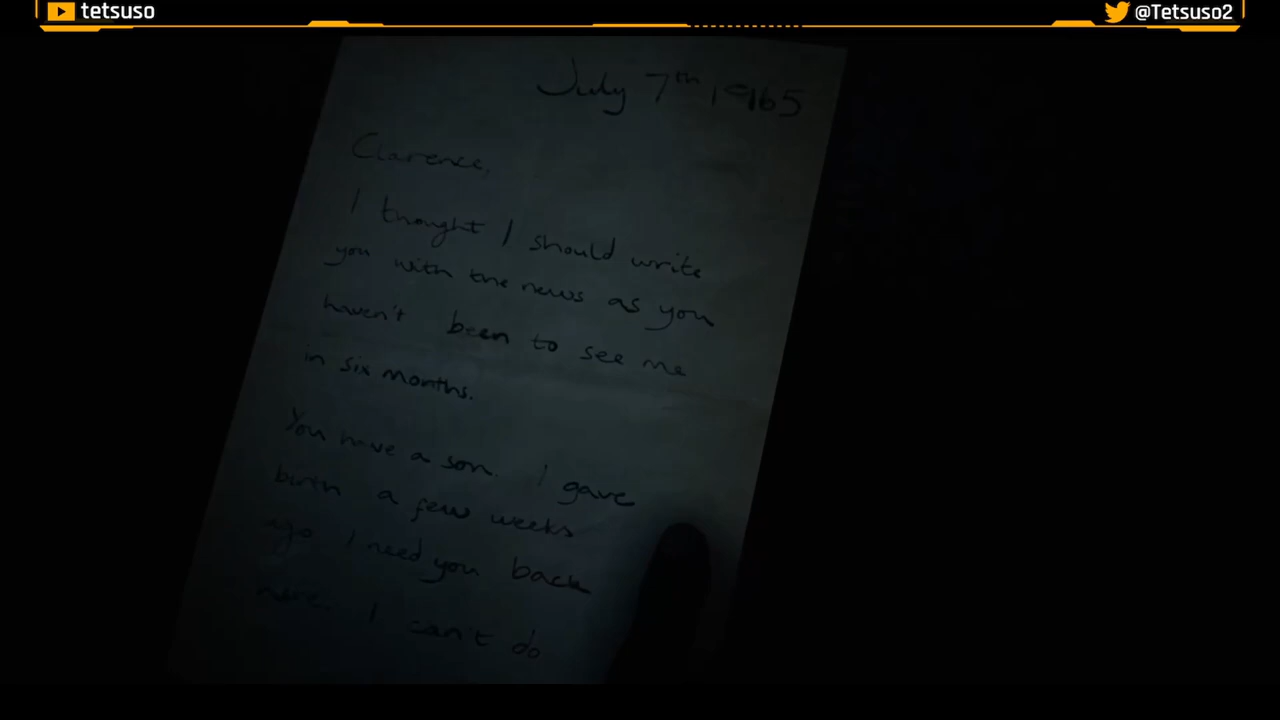 tetsuso
@Tetsuso2
July 7th 1965
Clarence,
I thought I should write
you with the news as you
haven't been to see me
in six months.
You have a son. I gave
birth a few weeks
ago I need you back
here. I can't do